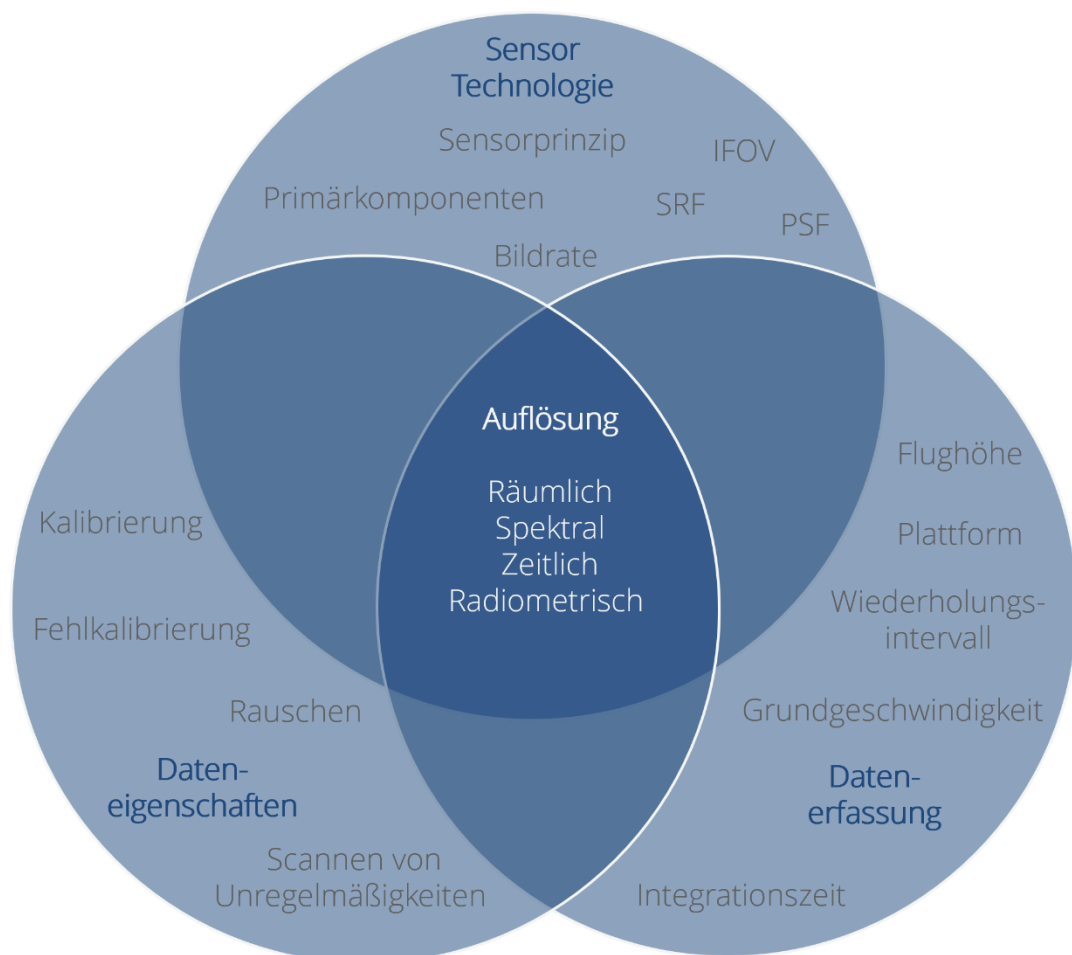 Sensor
Technologie
Sensorprinzip
IFOV
Primärkomponenten
SRF
PSF
Bildrate
Auflösung
Räumlich
Spektral
Zeitlich
Radiometrisch
Flughöhe
Plattform
Wiederholungs-
intervall
Grundgeschwindigkeit
Daten-
erfassung
Integrationszeit
Kalibrierung
Fehlkalibrierung
Rauschen
Daten-
eigenschaften
Scannen von
Unregelmäßigkeiten